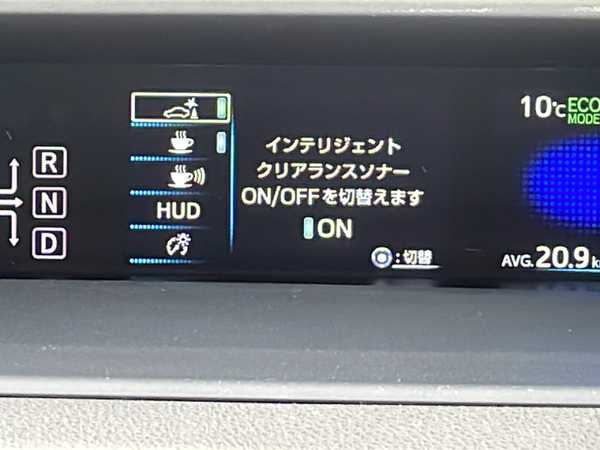 R
N
D
HUD
インテリジェント
クリアランスソナー
ON/OFFを切替えます
ON
:切替
10℃
ECO
MODE
AVG. 20.9